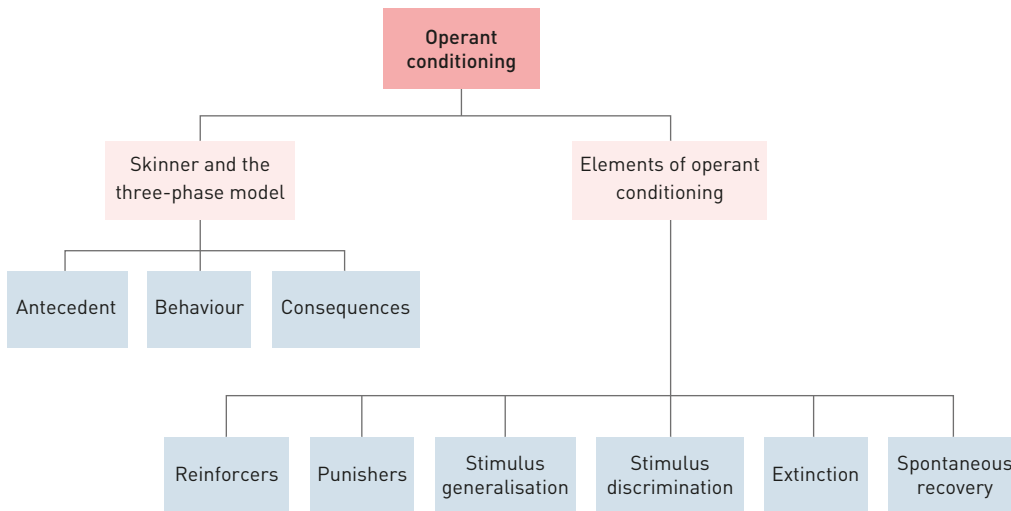 Operant
conditioning
Skinner and the
three-phase model
Elements of operant
conditioning
Antecedent
Behaviour
Consequences
Reinforcers
Punishers
Stimulus
generalisation
Stimulus
discrimination
Extinction
Spontaneous
recovery